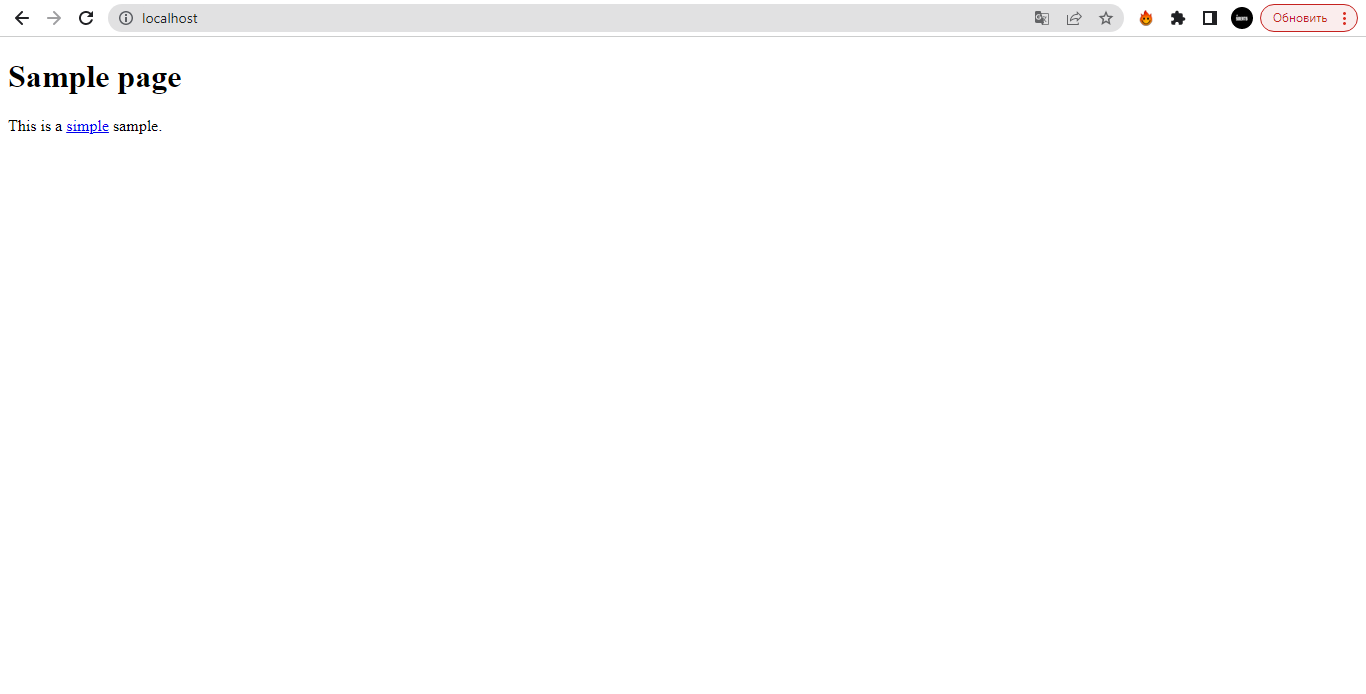 localhost
Обновить
Sample page
This is a simple sample.